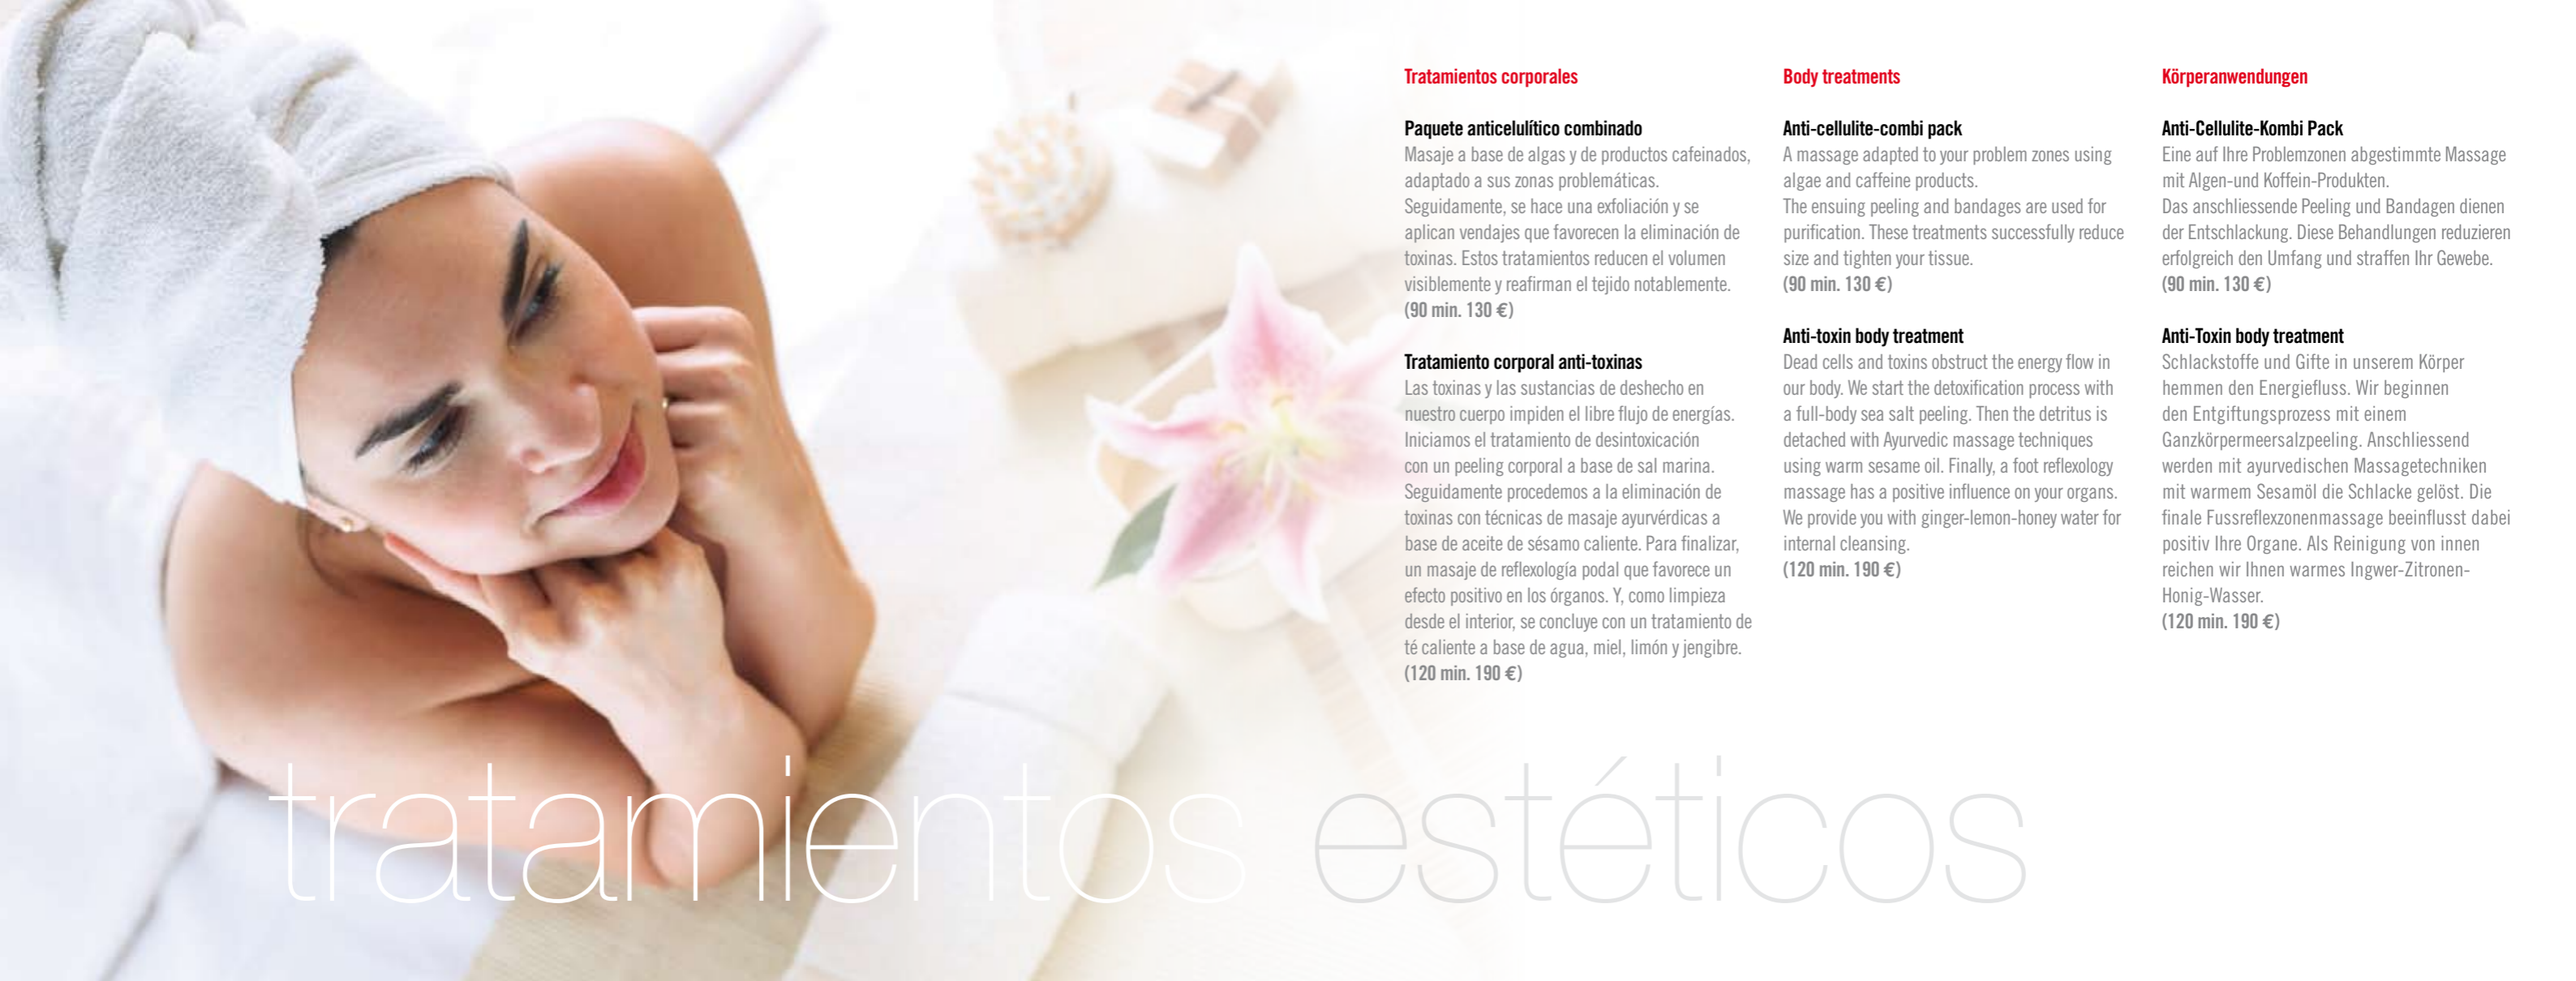 Tratamientos corporales
Paquete anticelulítico combinado
Masaje a base de algas y de productos cafeinados,
adaptado a sus zonas problemáticas.
Seguidamente, se hace una exfoliación y se
aplican vendajes que favorecen la eliminación de
toxinas. Estos tratamientos reducen el volumen
visiblemente y reafirman el tejido notablemente.
(90 min. 130 €)
Tratamiento corporal anti-toxinas
Las toxinas y las sustancias de deshecho en
nuestro cuerpo impiden el libre flujo de energías.
Iniciamos el tratamiento de desintoxicación
con un peeling corporal a base de sal marina.
Seguidamente procedemos a la eliminación de
toxinas con técnicas de masaje ayurvérdicas a
base de aceite de sésamo caliente. Para finalizar,
un masaje de reflexología podal que favorece un
efecto positivo en los órganos. Y, como limpieza
desde el interior, se concluye con un tratamiento de
té caliente a base de agua, miel, limón y jengibre.
(120 min. 190 €)
Body treatments
Anti-cellulite-combi pack
A massage adapted to your problem zones using
algae and caffeine products.
The ensuing peeling and bandages are used for
purification. These treatments successfully reduce
size and tighten your tissue.
(90 min. 130 €)
Anti-toxin body treatment
Dead cells and toxins obstruct the energy flow in
our body. We start the detoxification process with
a full-body sea salt peeling. Then the detritus is
detached with Ayurvedic massage techniques
using warm sesame oil. Finally, a foot reflexology
massage has a positive influence on your organs.
We provide you with ginger-lemon-honey water for
internal cleansing.
(120 min. 190 €)
Körperanwendungen
Anti-Cellulite-Kombi Pack
Eine auf Ihre Problemzonen abgestimmte Massage
mit Algen-und Koffein-Produkten.
Das anschliessende Peeling und Bandagen dienen
der Entschlackung. Diese Behandlungen reduzieren
erfolgreich den Umfang und straffen Ihr Gewebe.
(90 min. 130 €)
Anti-Toxin body treatment
Schlackstoffe und Gifte in unserem Körper
hemmen den Energiefluss. Wir beginnen
den Entgiftungsprozess mit einem
Ganzkörpermeersalzpeeling. Anschliessend
werden mit ayurvedischen Massagetechniken
mit warmem Sesamöl die Schlacke gelöst. Die
finale Fussreflexzonenmassage beeinflusst dabei
positiv Ihre Organe. Als Reinigung von innen
reichen wir Ihnen warmes Ingwer-Zitronen-
Honig-Wasser.
(120 min. 190 €)
tratamientos estéticos